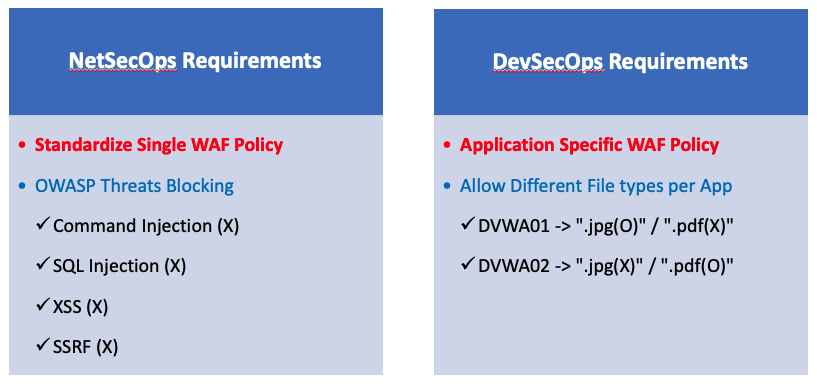 NetSecOps Requirements
• Standardize Single WAF Policy
• OWASP Threats Blocking
✓Command Injection (X)
✓SQL Injection (X)
✓XSS (X)
✓SSRF (X)
DevSecOps Requirements
• Application Specific WAF Policy
• Allow Different File types per App
✓DVWA01 -> ".jpg(O)" / ".pdf(X)"
✓DVWA02 -> ".jpg(X)" / ".pdf(O)"